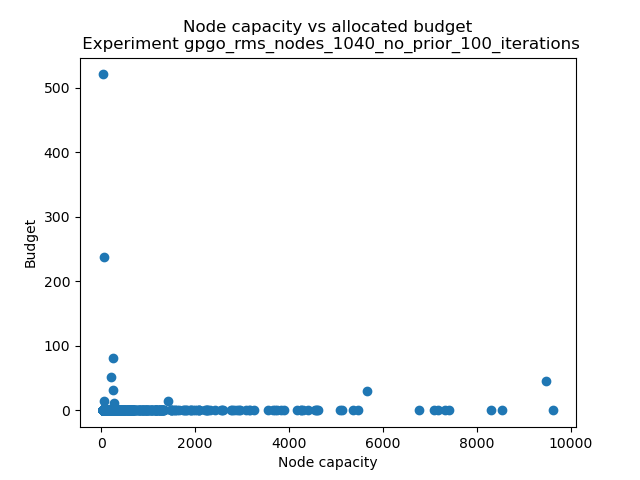 Node capacity vs allocated budget
Experiment gpgo_rms_nodes_1040_no_prior_100_iterations
500
400
300
200
100
0
Budget
0 2000 4000 6000 8000 10000
Node capacity